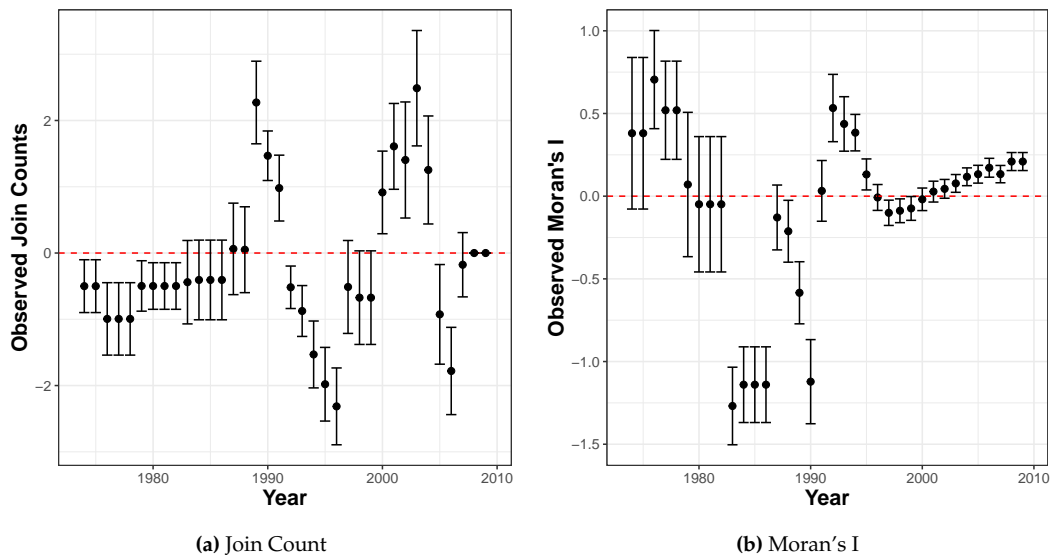 Observed Join Counts
2
0
−2
1980
1990
2000
2010
Year
(a) Join Count
Observed Moran's I
1.0
0.5
0.0
−0.5
−1.0
−1.5
1980
1990
2000
2010
Year
(b) Moran's I